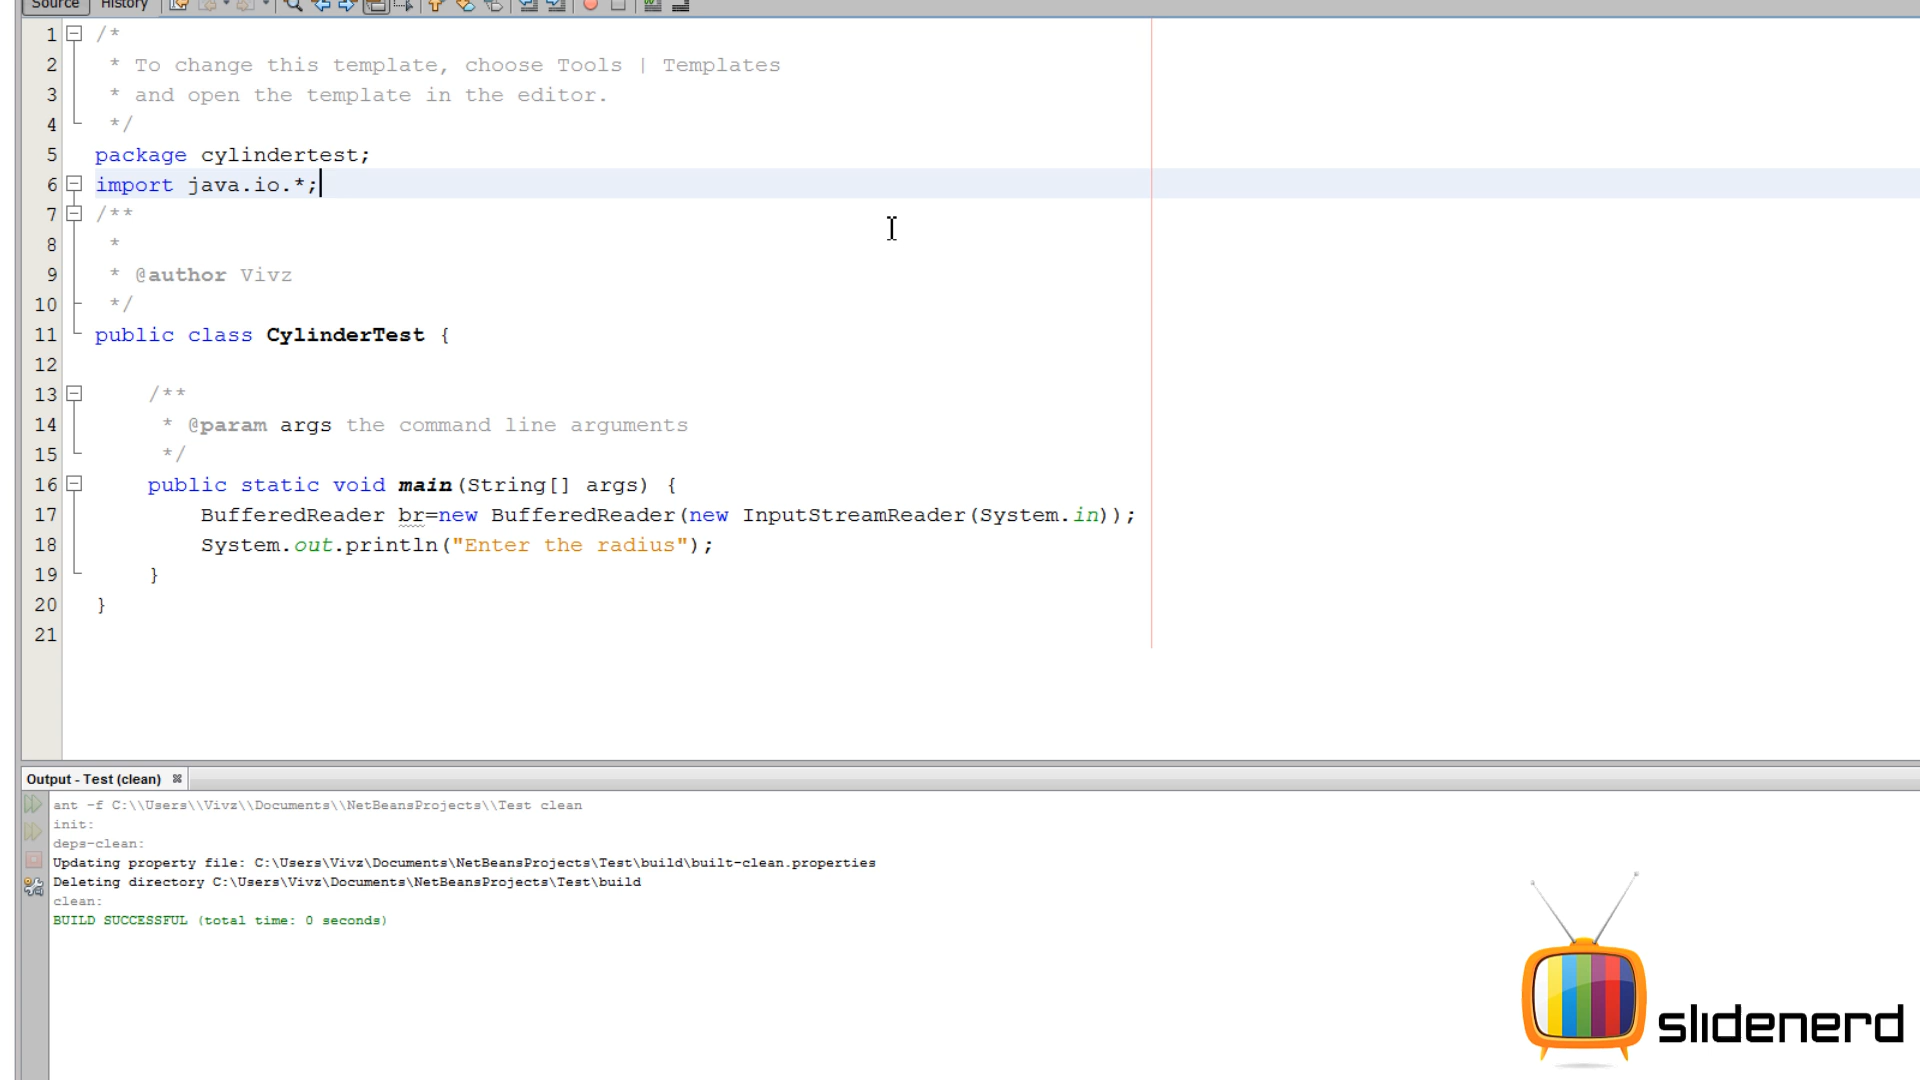 Source History
1 /*
2 * To change this template, choose Tools | Templates
3 * and open the template in the editor.
4 */
5 package cylindertest;
6 import java.io.*;
7 /**
8 *
9 * @author Vivz
10 */
11 public class CylinderTest {
12
13 /**
14 * @param args the command line arguments
15 */
16 public static void main(String[] args) {
17 BufferedReader br=new BufferedReader(new InputStreamReader(System.in));
18 System.out.println("Enter the radius");
19 }
20 }
21
Output - Test (clean)
ant -f C:\\Users\\Vivz\\Documents\\NetBeansProjects\\Test clean
init:
deps-clean:
Updating property file: C:\Users\Vivz\Documents\NetBeansProjects\Test\build\built-clean.properties
Deleting directory C:\Users\Vivz\Documents\NetBeansProjects\Test\build
clean:
BUILD SUCCESSFUL (total time: 0 seconds)
slidenerd